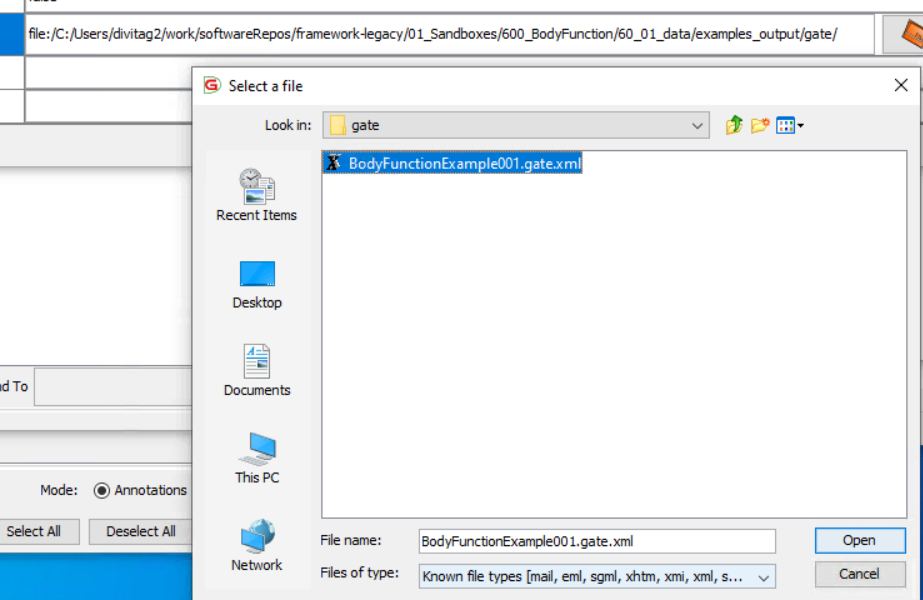 file:/C:/Users/divitag2/work/softwareRepos/framework-legacy/01_Sandboxes/600_BodyFunction/60_01_data/examples_output/gate/
Select a file
Look in:
gate
BodyFunctionExample001.gate.xml
Recent Items
Desktop
Documents
This PC
Network
nd To
Mode:
Annotations
Select All
Deselect All
File name:
BodyFunctionExample001.gate.xml
Open
Files of type:
Known file types [mail, eml, sgml, xhtm, xmi, xml, s...
Cancel